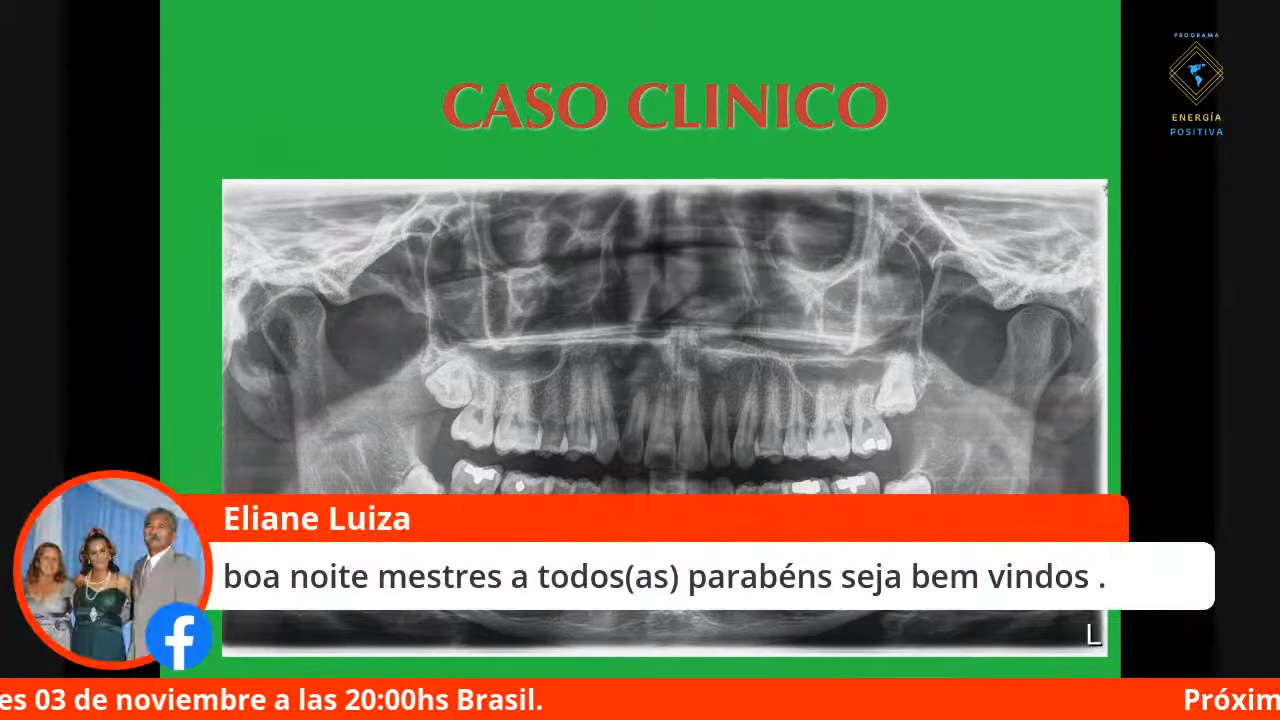 PROGRAMA
ENERGÍA
POSITIVA
CASO CLINICO
Eliane Luiza
boa noite mestres a todos(as) parabéns seja bem vindos .
L
es 03 de noviembre a las 20:00hs Brasil.
Próxim